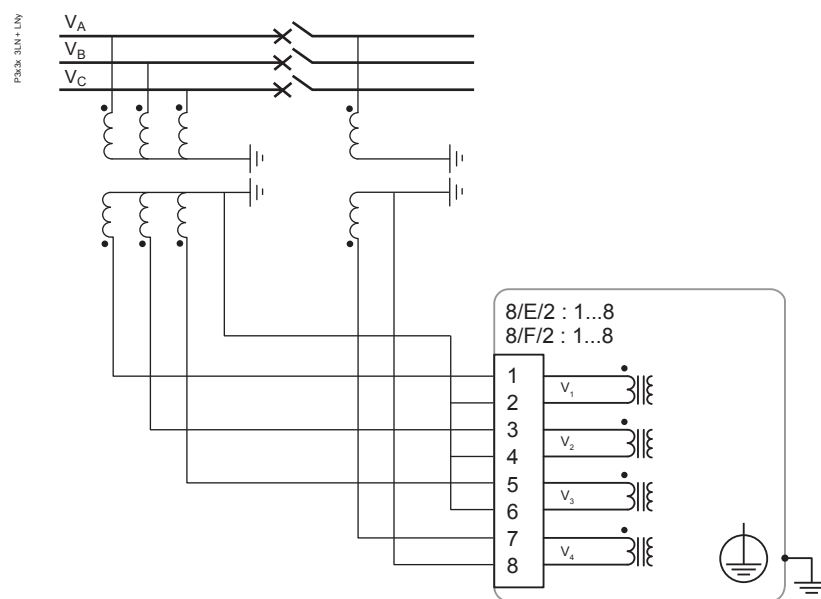 P3x3x 3LN + LNy
VA
VB
VC
8/E/2 : 1...8
8/F/2 : 1...8
1
V1
2
3
V2
4
5
V3
6
7
V4
8